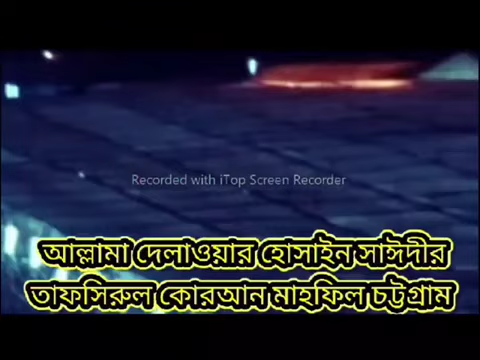 Recorded with iTop Screen Recorder
আল্লামা দেলাওয়ার হোসাইন সাঈদীর
তাফসিরুল কোরআন মাহফিল চট্টগ্রাম